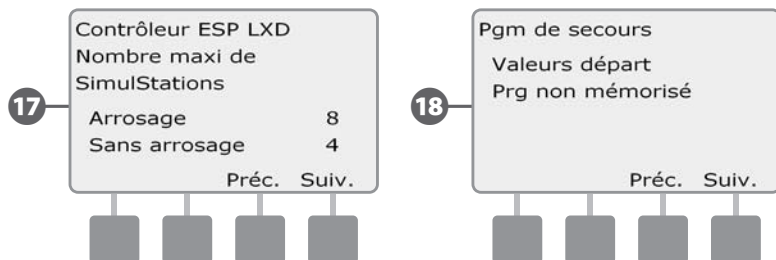 17
Contrôleur ESP LXD
Nombre maxi de
SimulStations
Arrosage 8
Sans arrosage 4
Préc. Suiv.
18
Pgm de secours
Valeurs départ
Prg non mémorisé
Préc. Suiv.